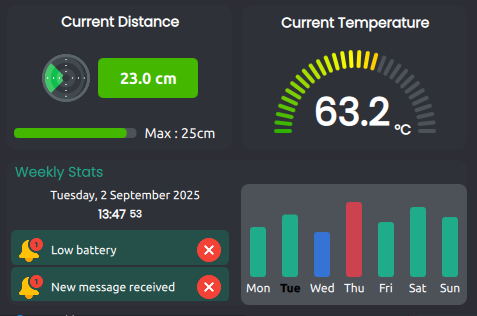 Current Distance
23.0 cm
Max : 25cm
Current Temperature
63.2 °C
Weekly Stats
Tuesday, 2 September 2025
13:47 53
1 Low battery
1 New message received
Mon Tue Wed Thu Fri Sat Sun